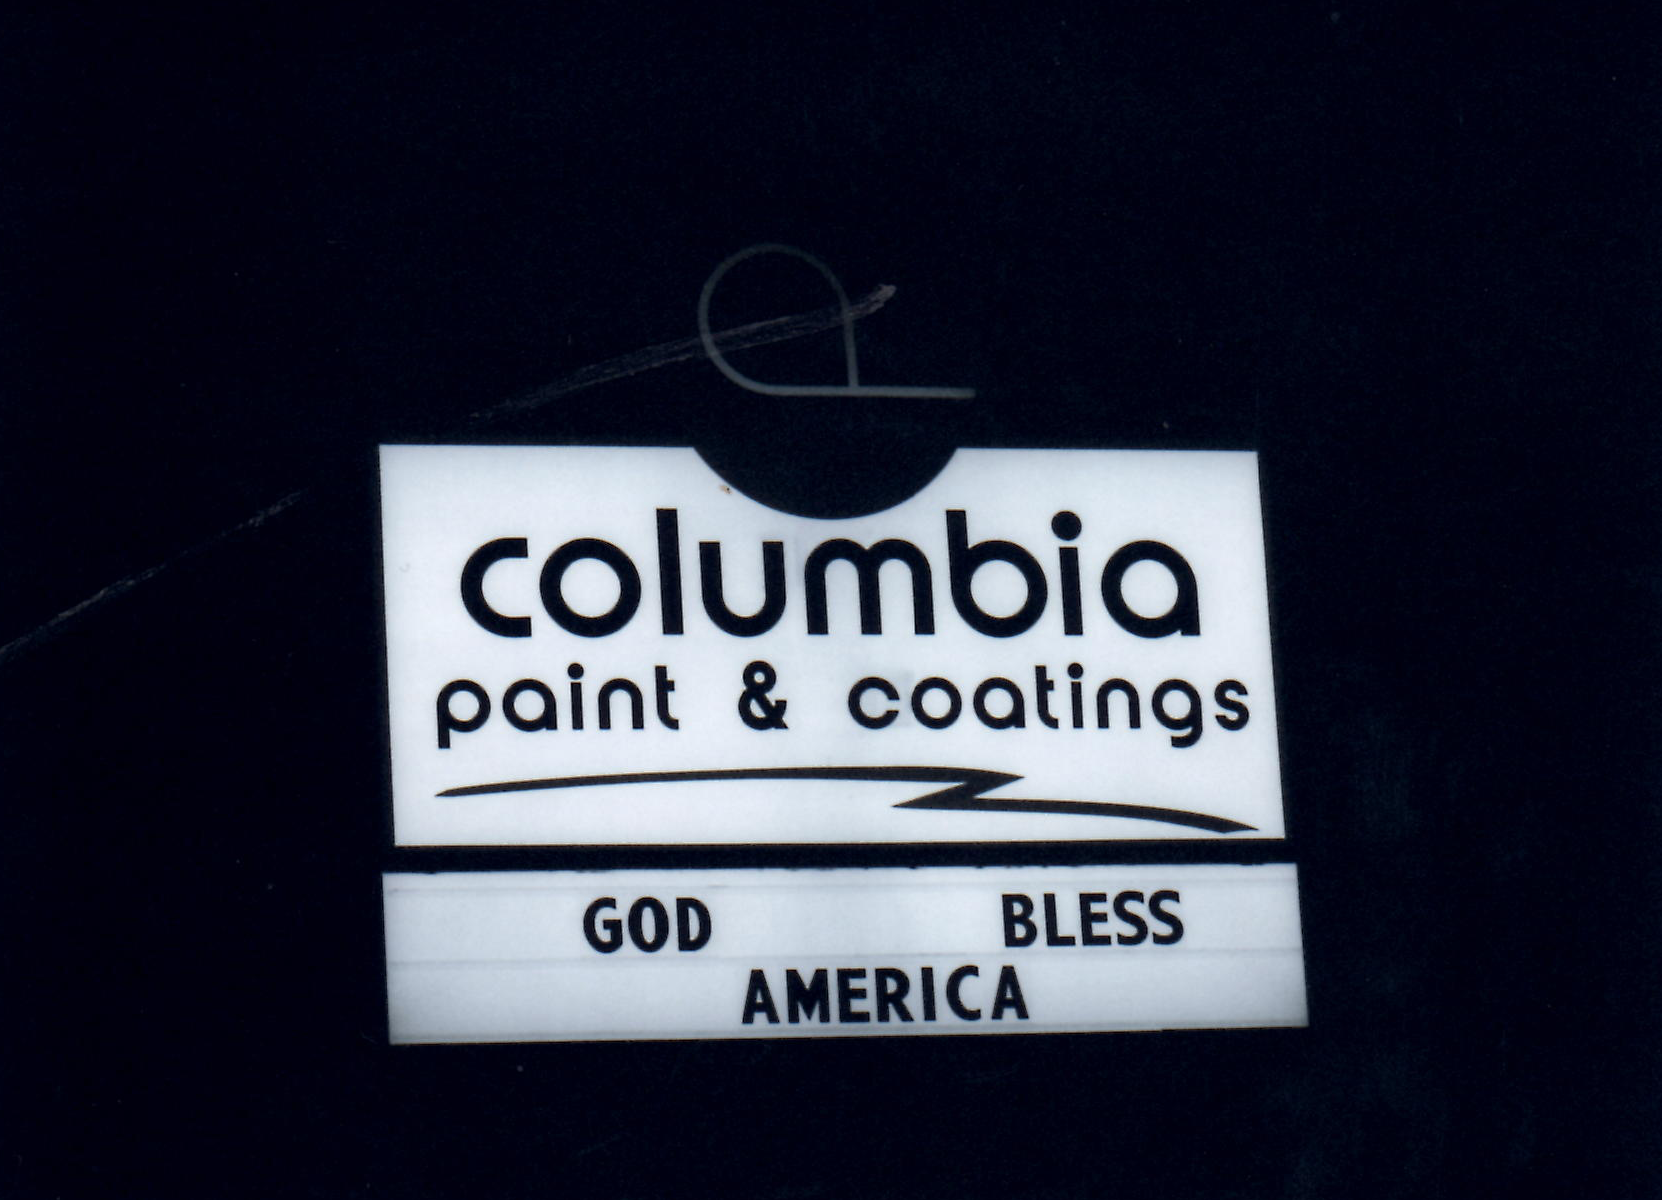 columbia
paint & coatings
GOD BLESS
AMERICA